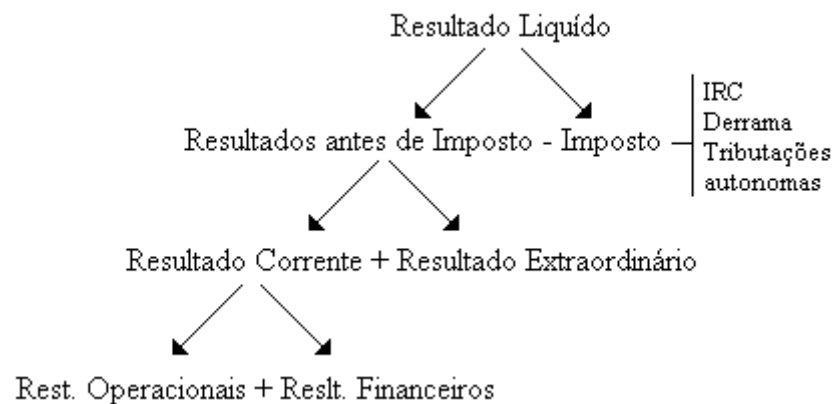 Resultado Liquído
Resultados antes de Imposto - Imposto
IRC
Derrama
Tributações
autonomas
Resultado Corrente + Resultado Extraordinário
Rest. Operacionais + Reslt. Financeiros